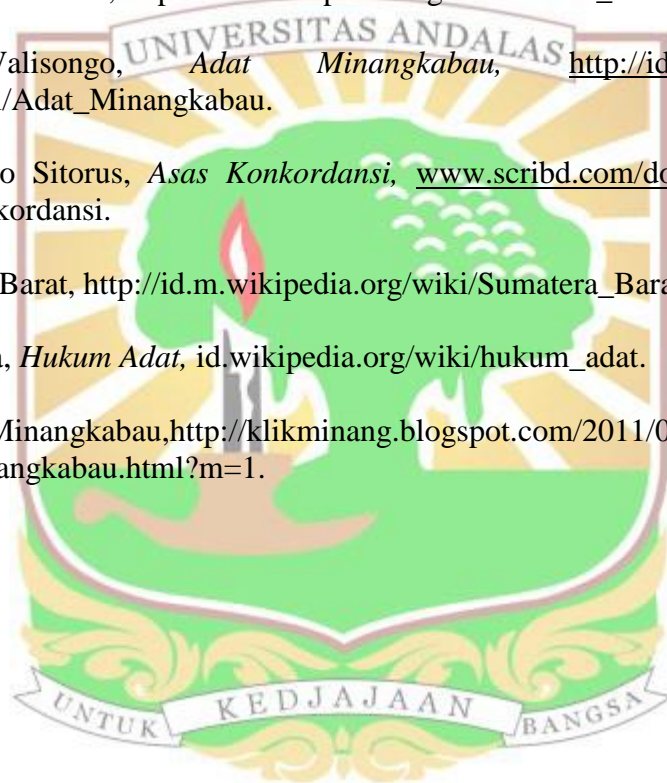 UNIVERSITAS ANDALAS
Valisongo, Adat Minangkabau, http://id
/Adat_Minangkabau.
o Sitorus, Asas Konkordansi, www.scribd.com/do
kordansi.
Barat, http://id.m.wikipedia.org/wiki/Sumatera_Bara
a, Hukum Adat, id.wikipedia.org/wiki/hukum_adat.
Minangkabau,http://klikminang.blogspot.com/2011/0
angkabau.html?m=1.
UNTUK KEDJAJAAN BANGSA